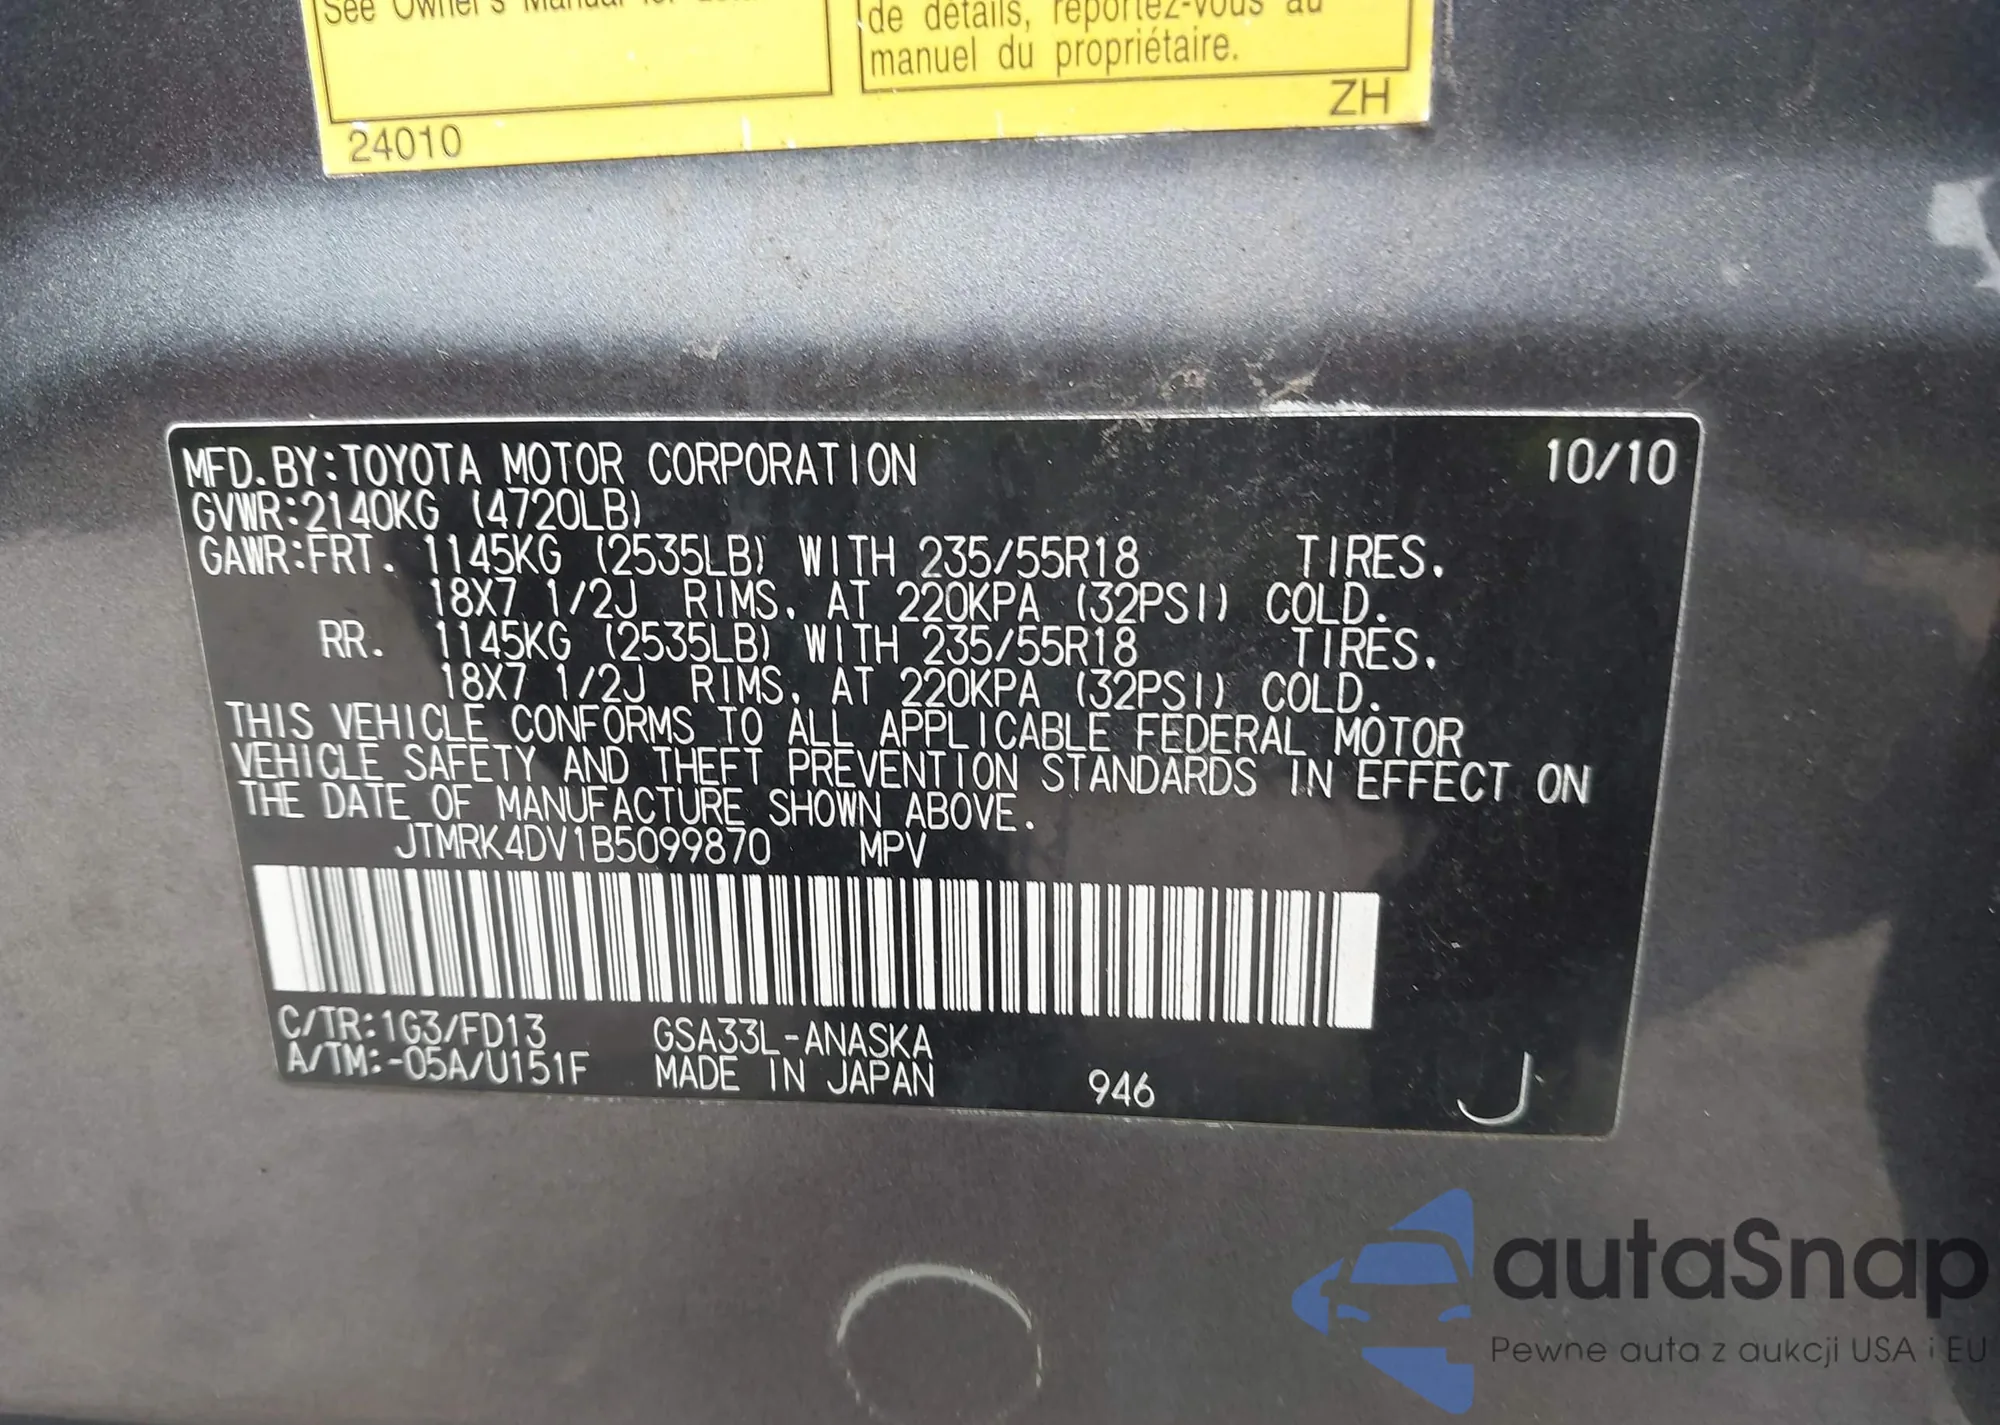 See Owner's Manual for
de détails, reportez-vous au
manuel du propriétaire.
24010
ZH
MFD.BY:TOYOTA MOTOR CORPORATION 10/10
GVWR:2140KG (4720LB)
GAWR:FRT. 1145KG (2535LB) WITH 235/55R18 TIRES.
18X7 1/2J RIMS, AT 220KPA (32PSI) COLD.
RR. 1145KG (2535LB) WITH 235/55R18 TIRES.
18X7 1/2J RIMS, AT 220KPA (32PSI) COLD.
THIS VEHICLE CONFORMS TO ALL APPLICABLE FEDERAL MOTOR
VEHICLE SAFETY AND THEFT PREVENTION STANDARDS IN EFFECT ON
THE DATE OF MANUFACTURE SHOWN ABOVE.
JTMRK4DV1B5099870 MPV
C/TR:1G3/FD13 GSA33L-ANASKA
A/TM:-05A/U151F MADE IN JAPAN 946 J
autaSnap
Pewne auta z aukcji USA i EU